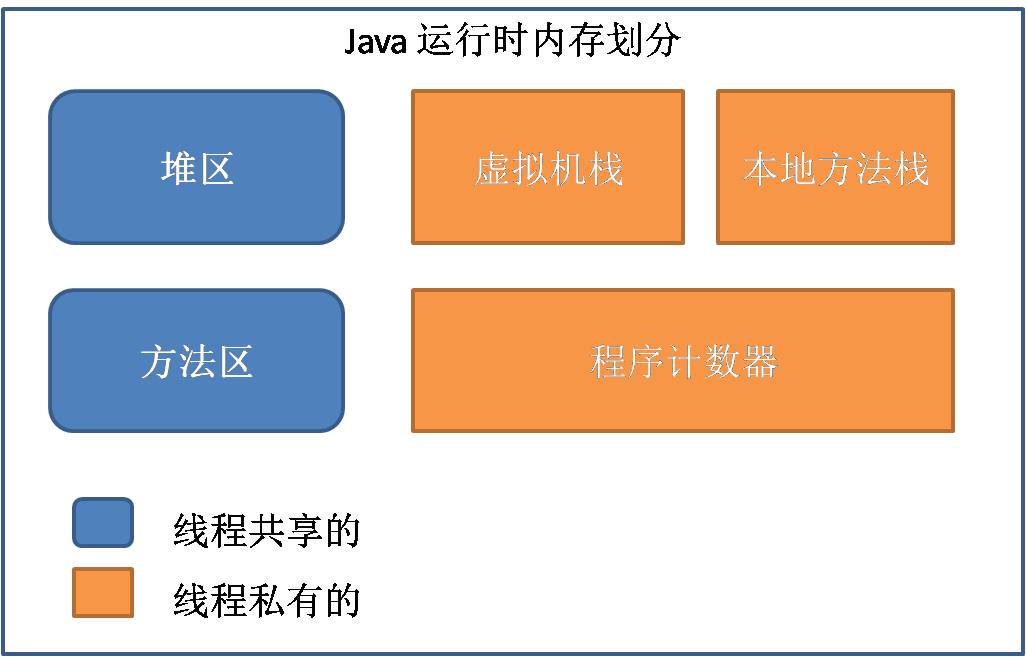 Java 运行时内存划分
堆区
虚拟机栈
本地方法栈
方法区
程序计数器
线程共享的
线程私有的